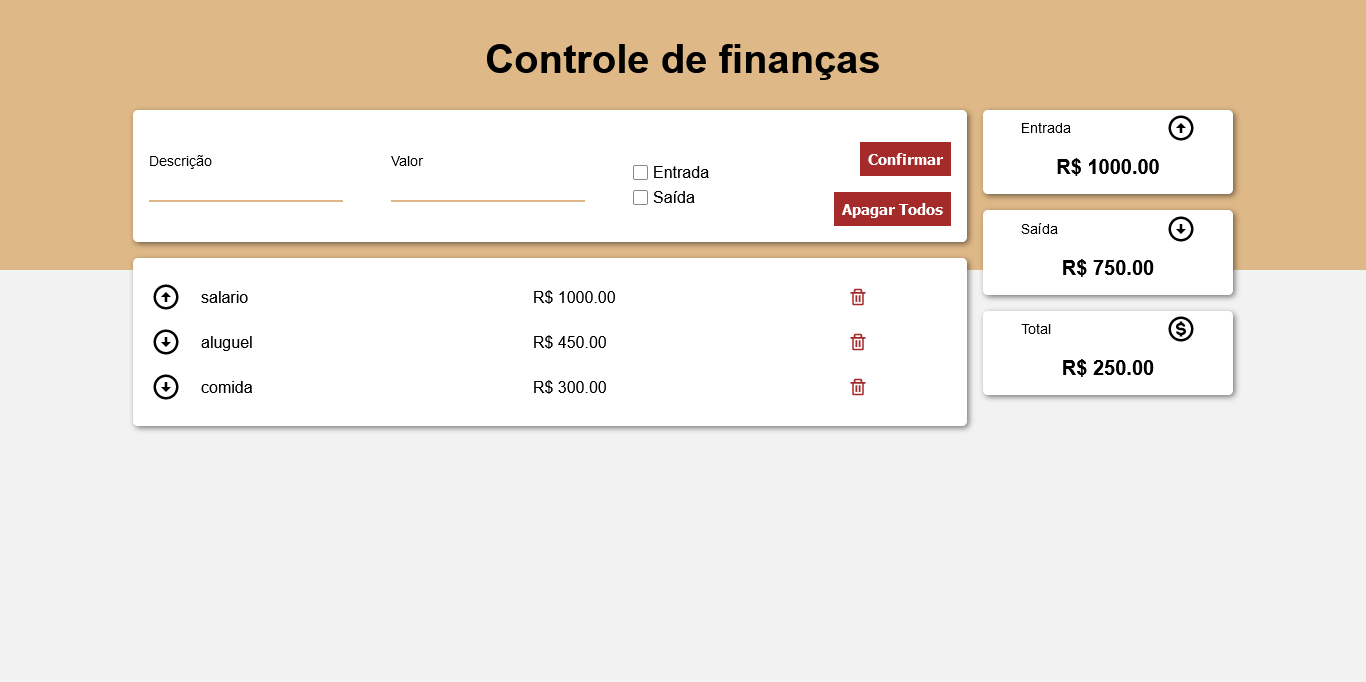 Controle de finanças
Descrição
Valor
Entrada
Saída
Confirmar
Apagar Todos
salario R$ 1000.00
aluguel R$ 450.00
comida R$ 300.00
Entrada
R$ 1000.00
Saída
R$ 750.00
Total
R$ 250.00